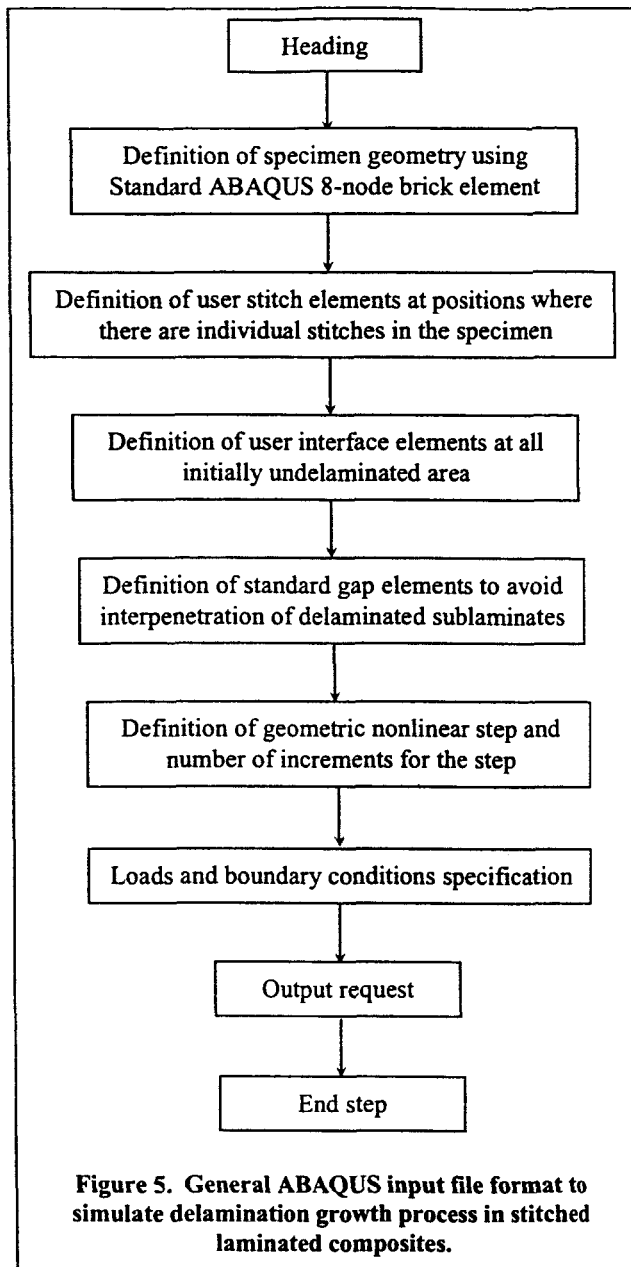 Heading
Definition of specimen geometry using
Standard ABAQUS 8-node brick element
Definition of user stitch elements at positions where
there are individual stitches in the specimen
Definition of user interface elements at all
initially undelaminated area
Definition of standard gap elements to avoid
interpenetration of delaminated sublaminates
Definition of geometric nonlinear step and
number of increments for the step
Loads and boundary conditions specification
Output request
End step
Figure 5. General ABAQUS input file format to
simulate delamination growth process in stitched
laminated composites.